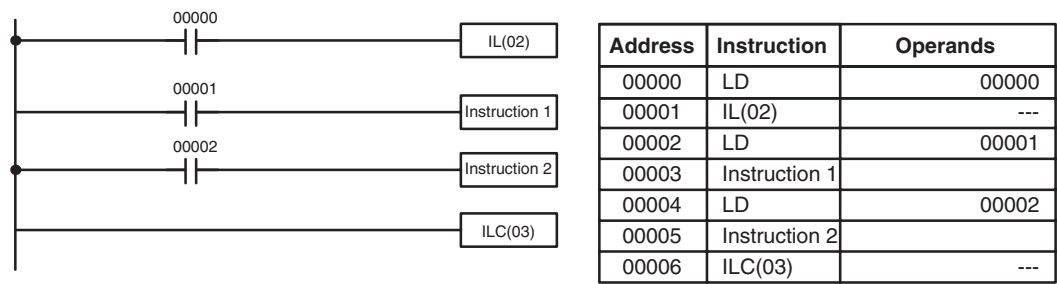 00000
IL(02)
00001
Instruction 1
00002
Instruction 2
ILC(03)
Address Instruction Operands
00000 LD 00000
00001 IL(02) ---
00002 LD 00001
00003 Instruction 1
00004 LD 00002
00005 Instruction 2
00006 ILC(03) ---